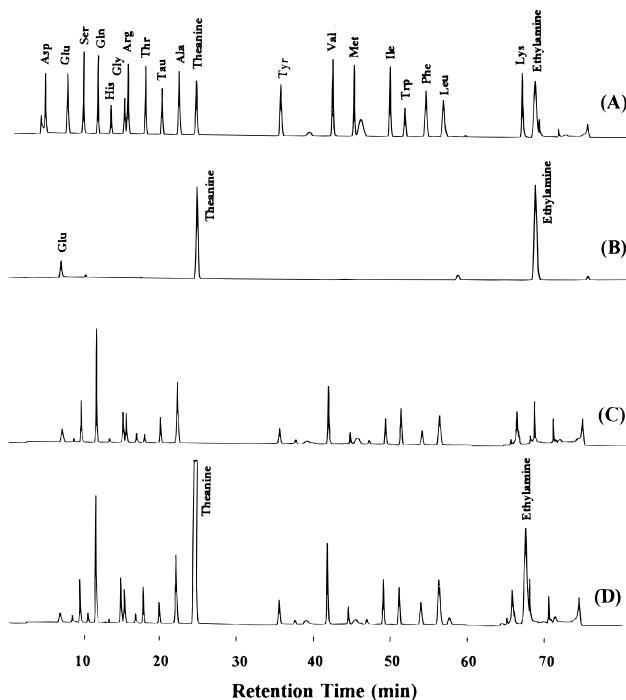 Asp
Glu
Ser
Gln
His
Gly
Arg
Thr
Tau
Ala
Theanine
Tyr
Val
Met
Ile
Trp
Phe
Leu
Lys
Ethylamine
(A)
Glu
Theanine
Ethylamine
(B)
(C)
Theanine
Ethylamine
(D)
10 20 30 40 50 60 70
Retention Time (min)